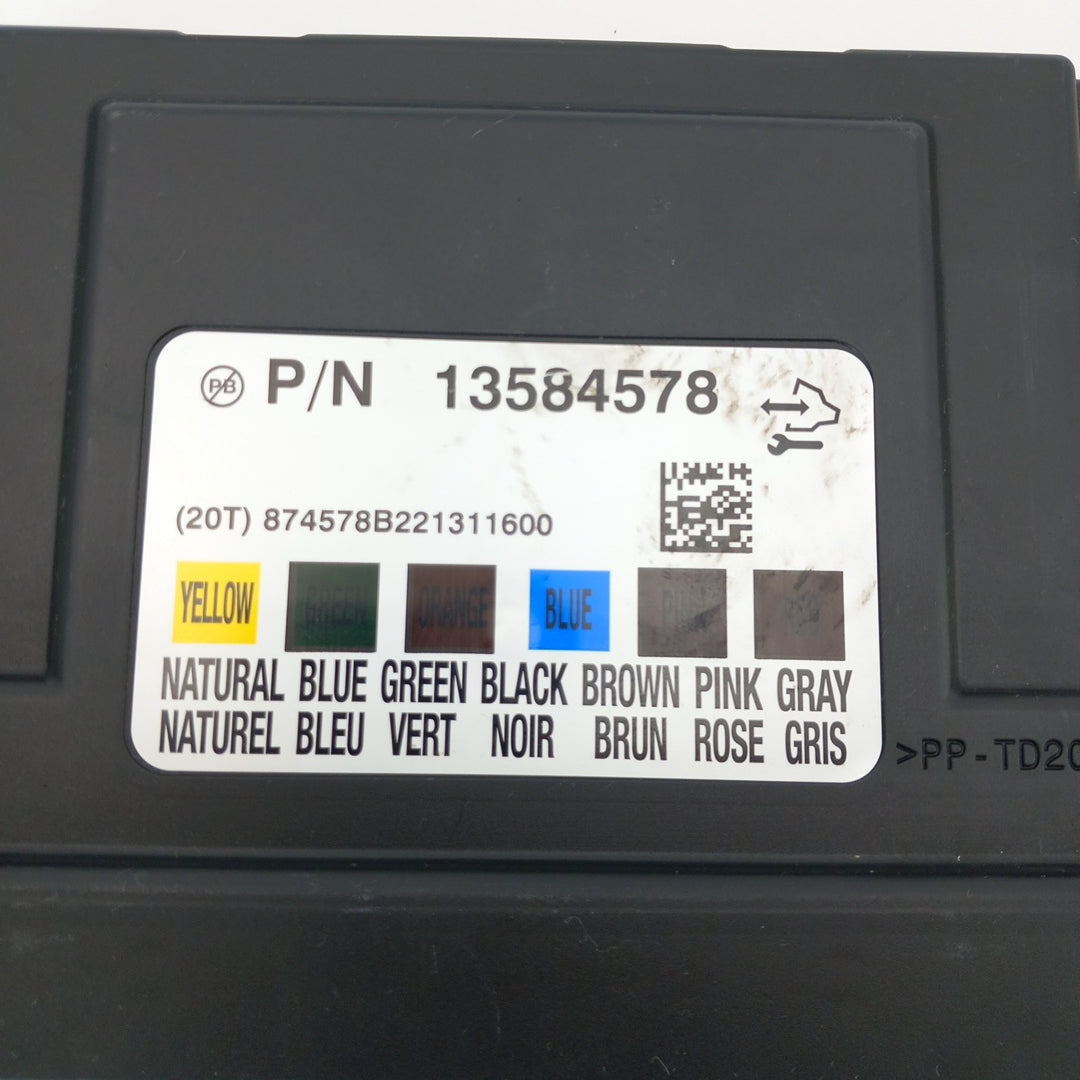 PB P/N 13584578
(20T) 874578B221311600
YELLOW GREEN ORANGE BLUE
NATURAL BLUE GREEN BLACK BROWN PINK GRAY
NATUREL BLEU VERT NOIR BRUN ROSE GRIS
>PP-TD20